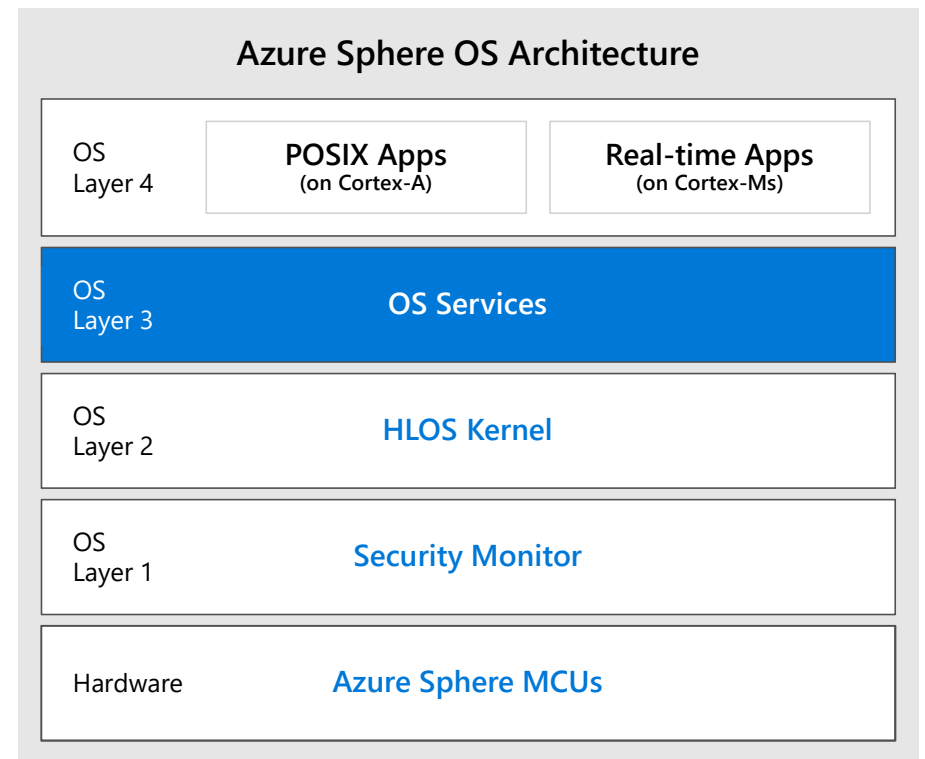 Azure Sphere OS Architecture
OS
Layer 4
POSIX Apps
(on Cortex-A)
Real-time Apps
(on Cortex-Ms)
OS
Layer 3
OS Services
OS
Layer 2
HLOS Kernel
OS
Layer 1
Security Monitor
Hardware
Azure Sphere MCUs